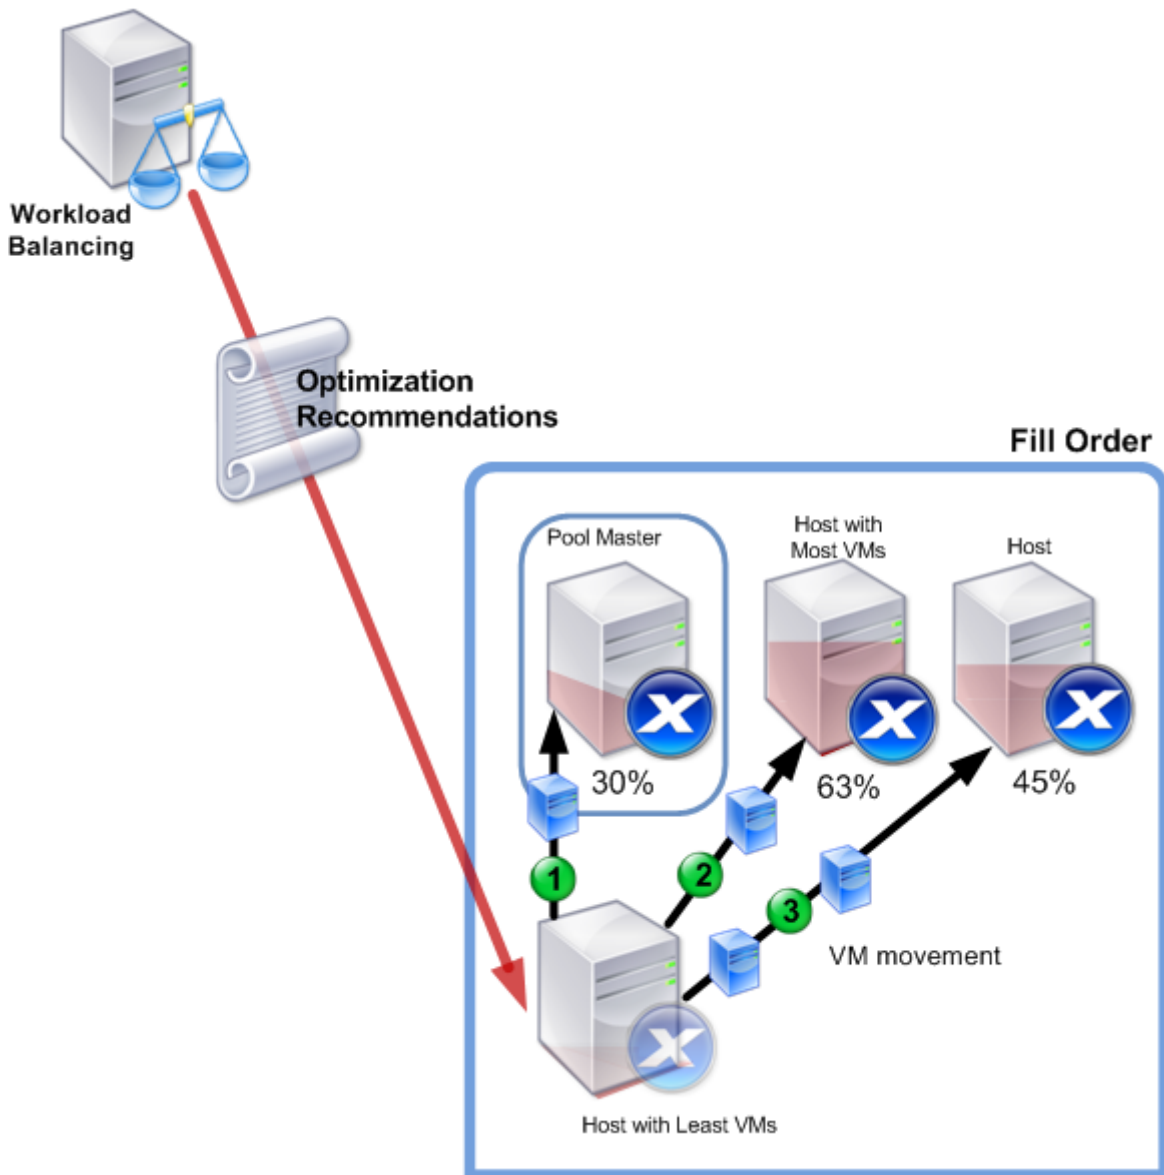 Workload
Balancing
Optimization
Recommendations
Fill Order
Pool Master
Host with
Most VMs
Host
30%
63%
45%
1
2
3
VM movement
Host with Least VMs